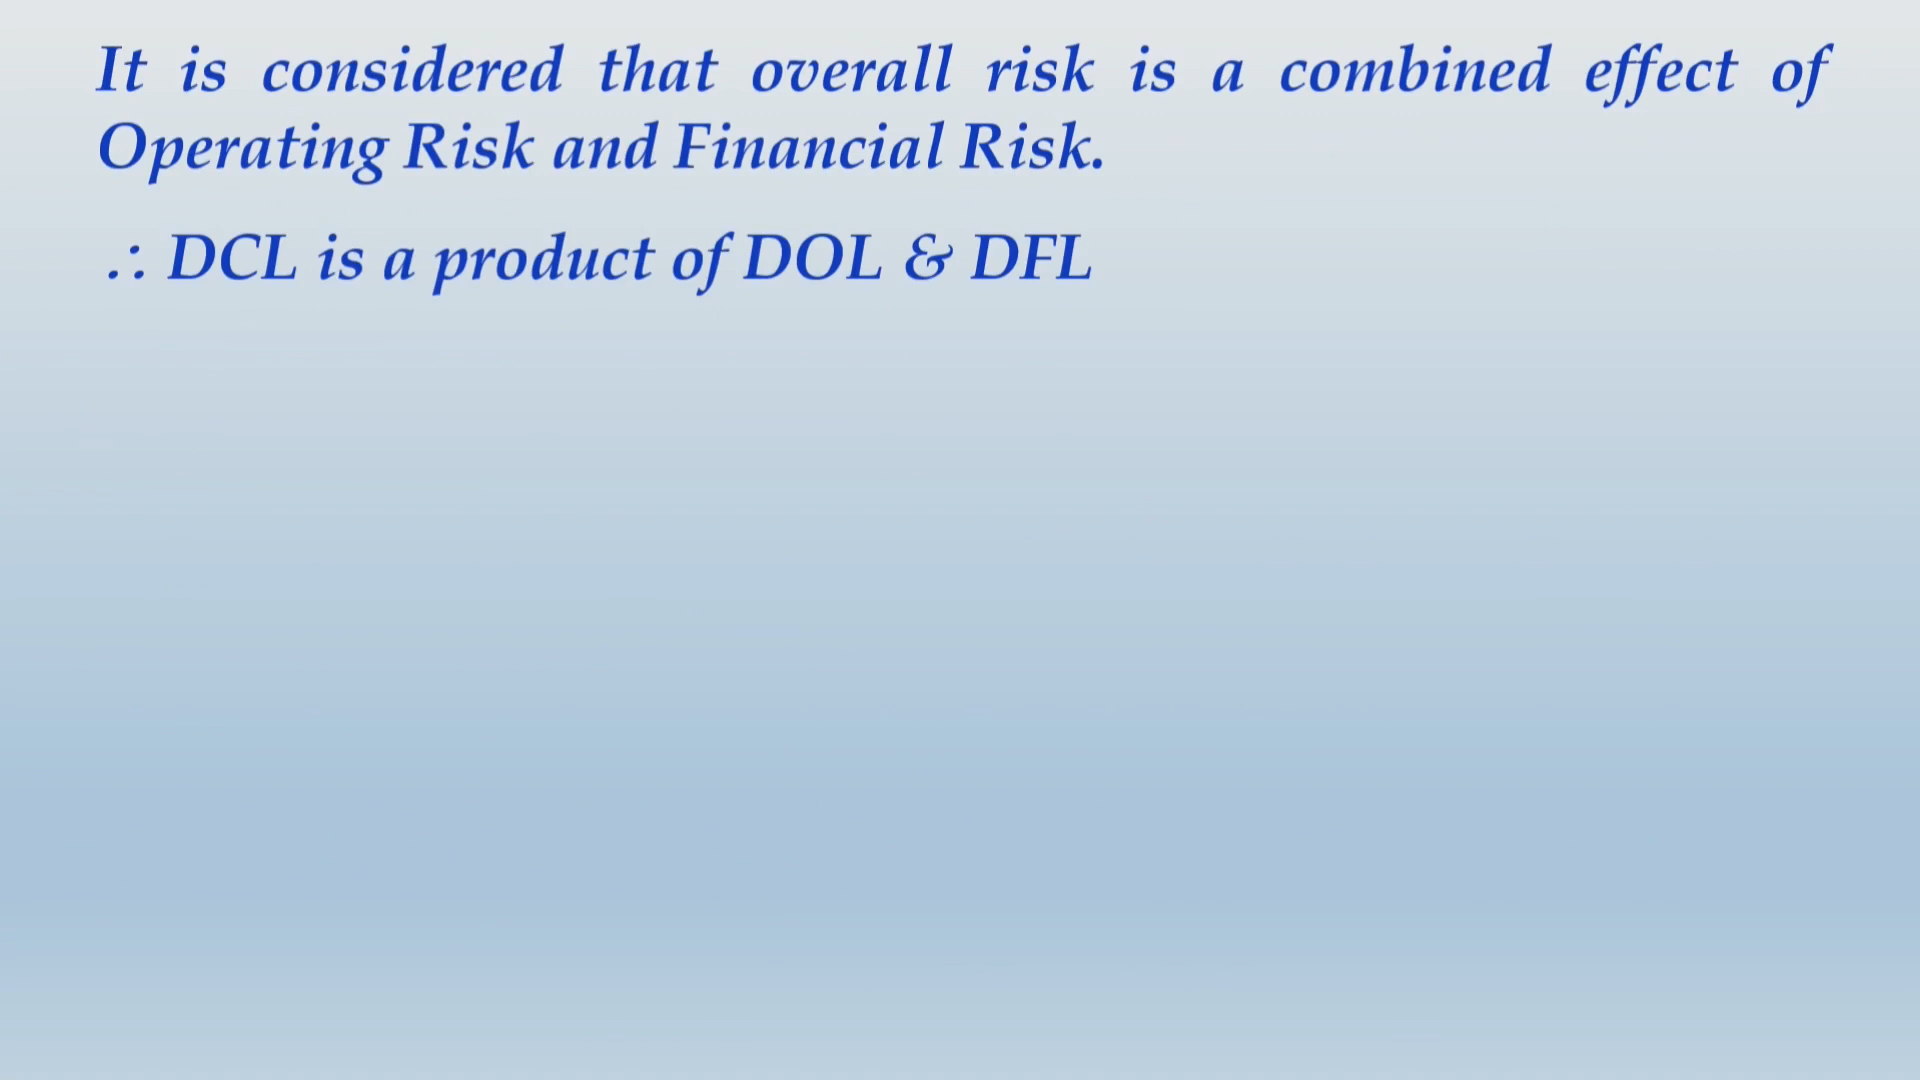 It is considered that overall risk is a combined effect of
Operating Risk and Financial Risk.
∴ DCL is a product of DOL & DFL